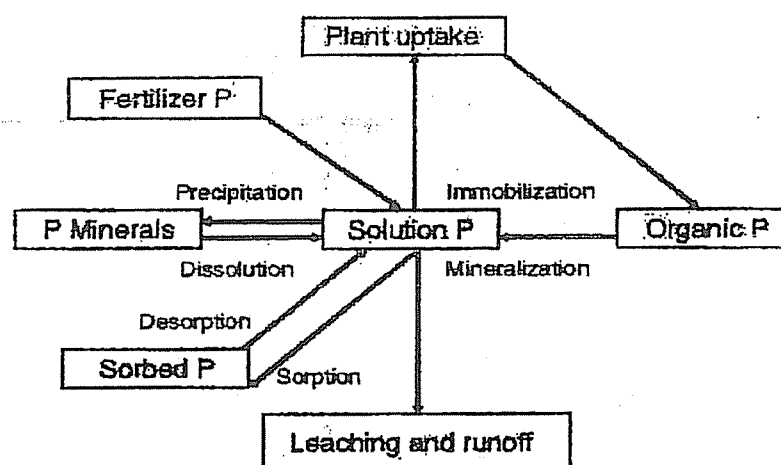 Plant uptake
Fertilizer P
Precipitation
Immobilization
P Minerals
Solution P
Organic P
Dissolution
Mineralization
Desorption
Sorbed P
Sorption
Leaching and runoff